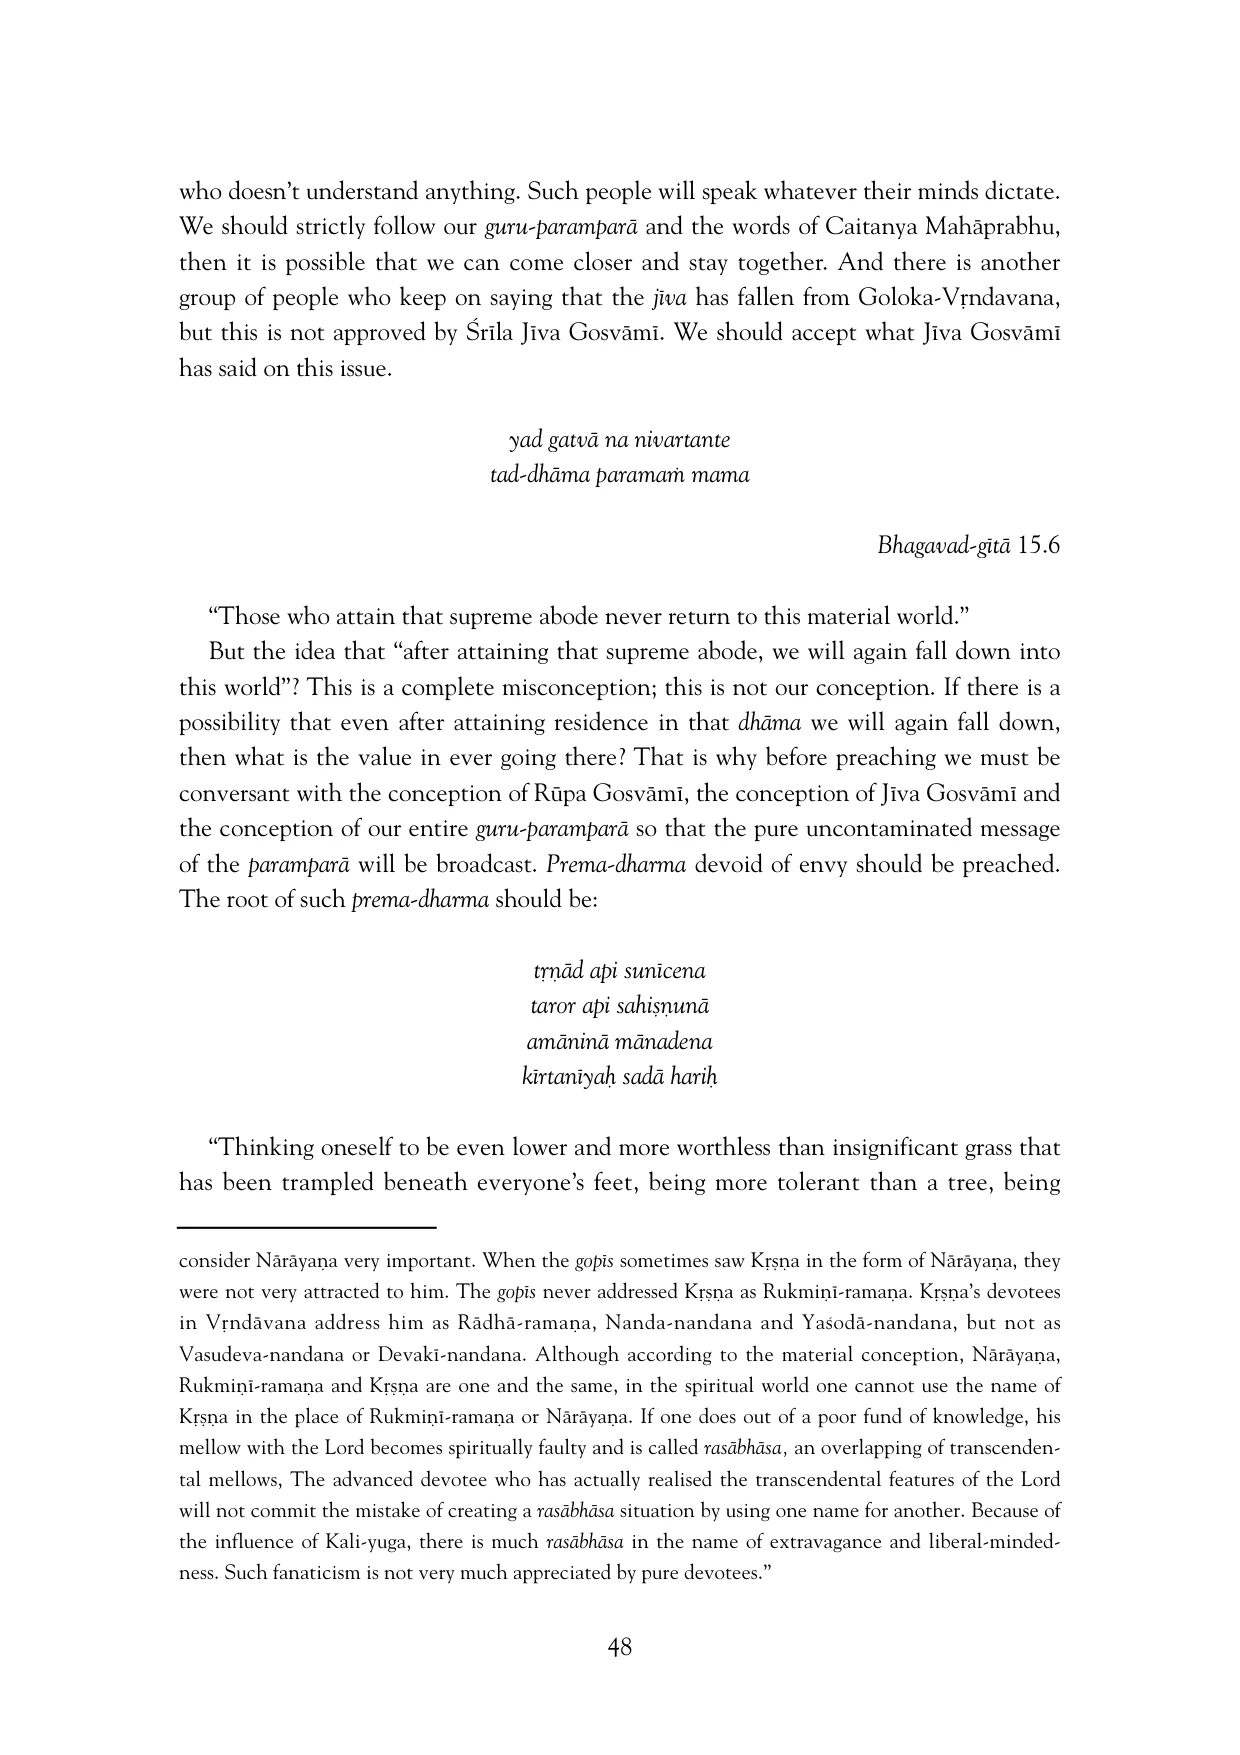 who doesn’t understand anything. Such people will speak whatever their minds dictate.
We should strictly follow our guru-paramparā and the words of Caitanya Mahāprabhu,
then it is possible that we can come closer and stay together. And there is another
group of people who keep on saying that the jīva has fallen from Goloka-Vṛndavana,
but this is not approved by Śrīla Jīva Gosvāmī. We should accept what Jīva Gosvāmī
has said on this issue.
yad gatvā na nivartante
tad-dhāma paramaṁ mama
Bhagavad-gītā 15.6
“Those who attain that supreme abode never return to this material world.”
But the idea that “after attaining that supreme abode, we will again fall down into
this world”? This is a complete misconception; this is not our conception. If there is a
possibility that even after attaining residence in that dhāma we will again fall down,
then what is the value in ever going there? That is why before preaching we must be
conversant with the conception of Rūpa Gosvāmī, the conception of Jīva Gosvāmī and
the conception of our entire guru-paramparā so that the pure uncontaminated message
of the paramparā will be broadcast. Prema-dharma devoid of envy should be preached.
The root of such prema-dharma should be:
tṛṇād api sunīcena
taror api sahiṣṇunā
amāninā mānadena
kīrtanīyaḥ sadā hariḥ
“Thinking oneself to be even lower and more worthless than insignificant grass that
has been trampled beneath everyone’s feet, being more tolerant than a tree, being
consider Nārāyaṇa very important. When the gopīs sometimes saw Kṛṣṇa in the form of Nārāyaṇa, they
were not very attracted to him. The gopīs never addressed Kṛṣṇa as Rukmiṇī-ramaṇa. Kṛṣṇa’s devotees
in Vṛndāvana address him as Rādhā-ramaṇa, Nanda-nandana and Yaśodā-nandana, but not as
Vasudeva-nandana or Devakī-nandana. Although according to the material conception, Nārāyaṇa,
Rukmiṇī-ramaṇa and Kṛṣṇa are one and the same, in the spiritual world one cannot use the name of
Kṛṣṇa in the place of Rukmiṇī-ramaṇa or Nārāyaṇa. If one does out of a poor fund of knowledge, his
mellow with the Lord becomes spiritually faulty and is called rasābhāsa, an overlapping of transcenden-
tal mellows, The advanced devotee who has actually realised the transcendental features of the Lord
will not commit the mistake of creating a rasābhāsa situation by using one name for another. Because of
the influence of Kali-yuga, there is much rasābhāsa in the name of extravagance and liberal-minded-
ness. Such fanaticism is not very much appreciated by pure devotees.”
48